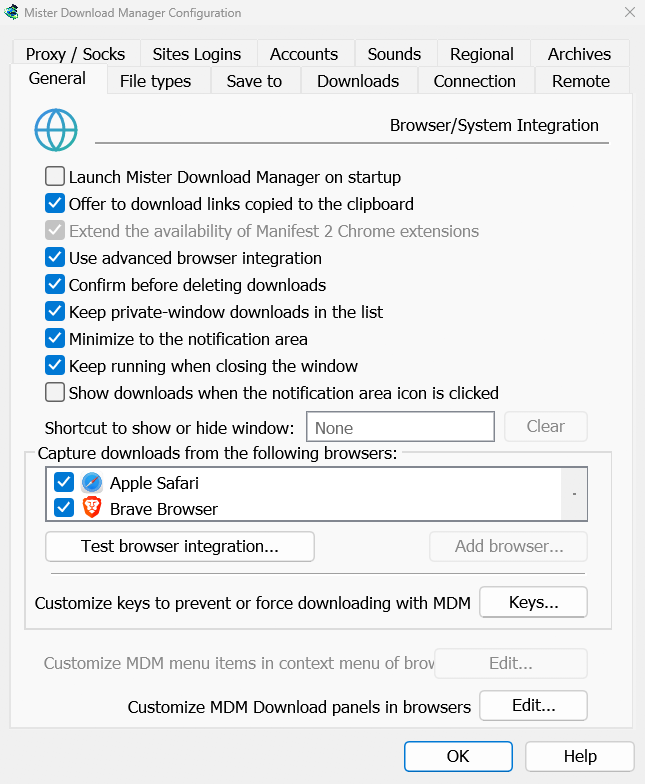 Mister Download Manager Configuration
Proxy / Socks Sites Logins Accounts Sounds Regional Archives
General File types Save to Downloads Connection Remote
Browser/System Integration
Launch Mister Download Manager on startup
Offer to download links copied to the clipboard
Extend the availability of Manifest 2 Chrome extensions
Use advanced browser integration
Confirm before deleting downloads
Keep private-window downloads in the list
Minimize to the notification area
Keep running when closing the window
Show downloads when the notification area icon is clicked
Shortcut to show or hide window: None Clear
Capture downloads from the following browsers:
Apple Safari
Brave Browser
Test browser integration... Add browser...
Customize keys to prevent or force downloading with MDM Keys...
Customize MDM menu items in context menu of brow Edit...
Customize MDM Download panels in browsers Edit...
OK Help